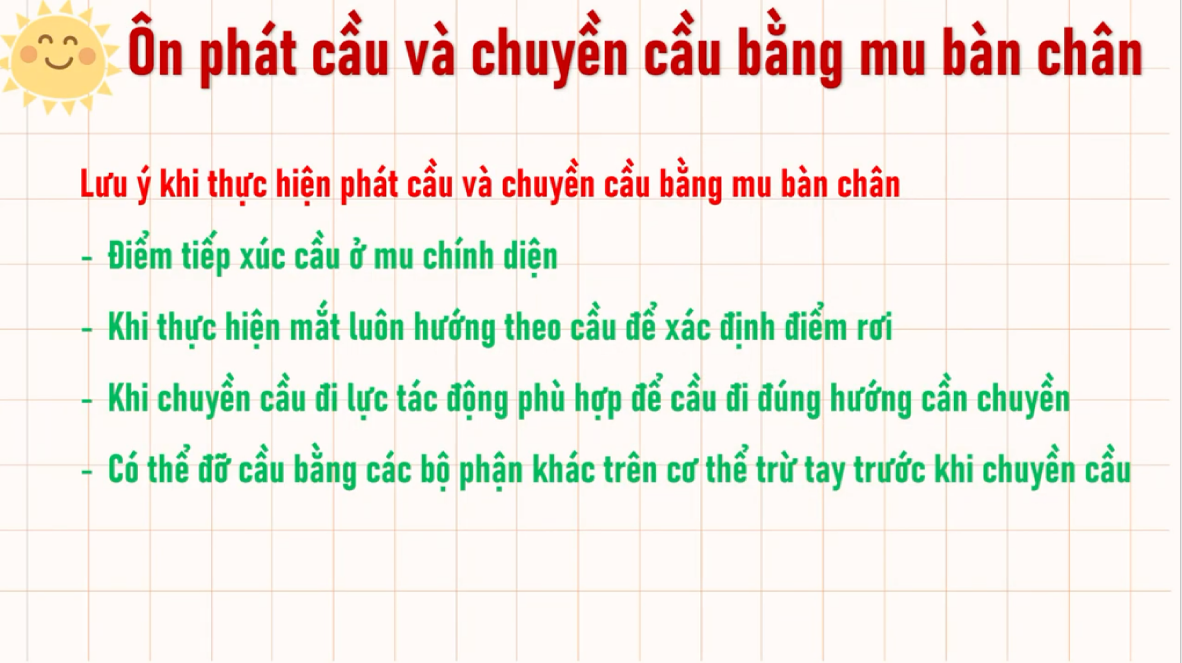 Ôn phát cầu và chuyền cầu bằng mu bàn chân
Lưu ý khi thực hiện phát cầu và chuyền cầu bằng mu bàn chân
- Điểm tiếp xúc cầu ở mu chính diện
- Khi thực hiện mắt luôn hướng theo cầu để xác định điểm rơi
- Khi chuyền cầu đi lực tác động phù hợp để cầu đi đúng hướng cần chuyền
- Có thể đỡ cầu bằng các bộ phận khác trên cơ thể trừ tay trước khi chuyền cầu